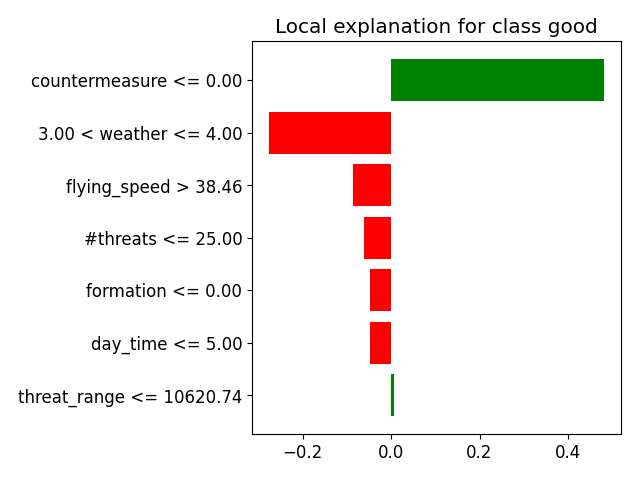 Local explanation for class good
countermeasure <= 0.00
3.00 < weather <= 4.00
flying_speed > 38.46
#threats <= 25.00
formation <= 0.00
day_time <= 5.00
threat_range <= 10620.74
−0.2 0.0 0.2 0.4